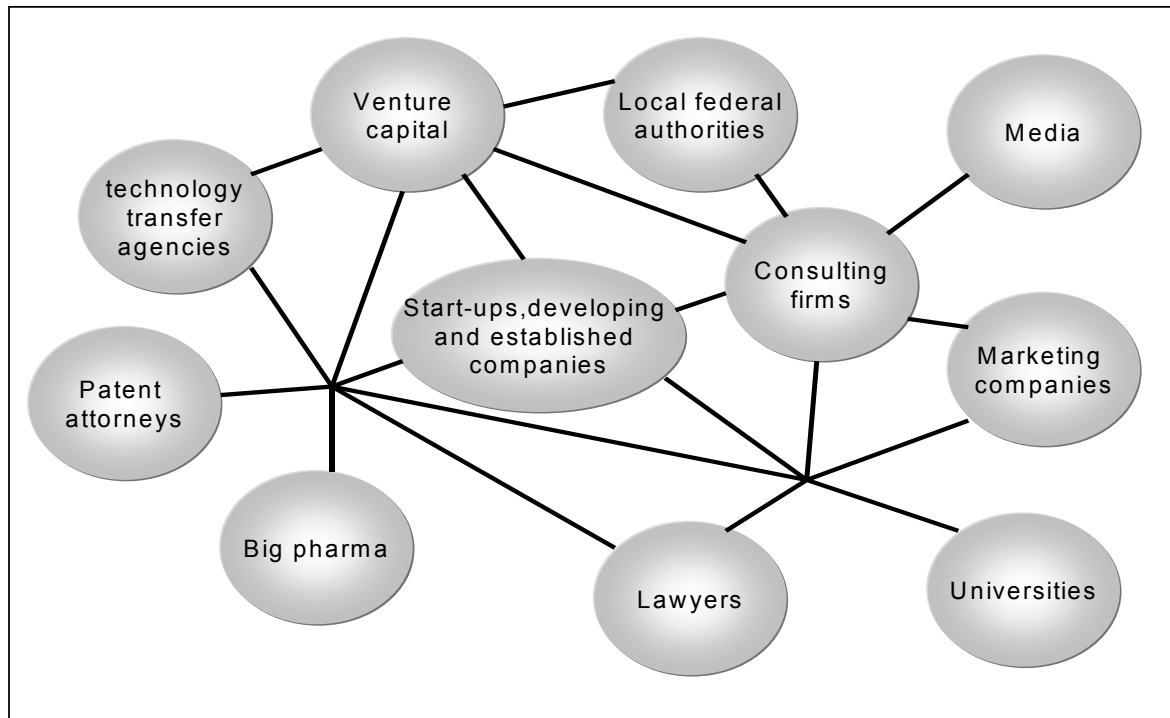 Venture
capital
Local federal
authorities
Media
technology
transfer
agencies
Consulting
firms
Start-ups,developing
and established
companies
Marketing
companies
Patent
attorneys
Big pharma
Lawyers
Universities